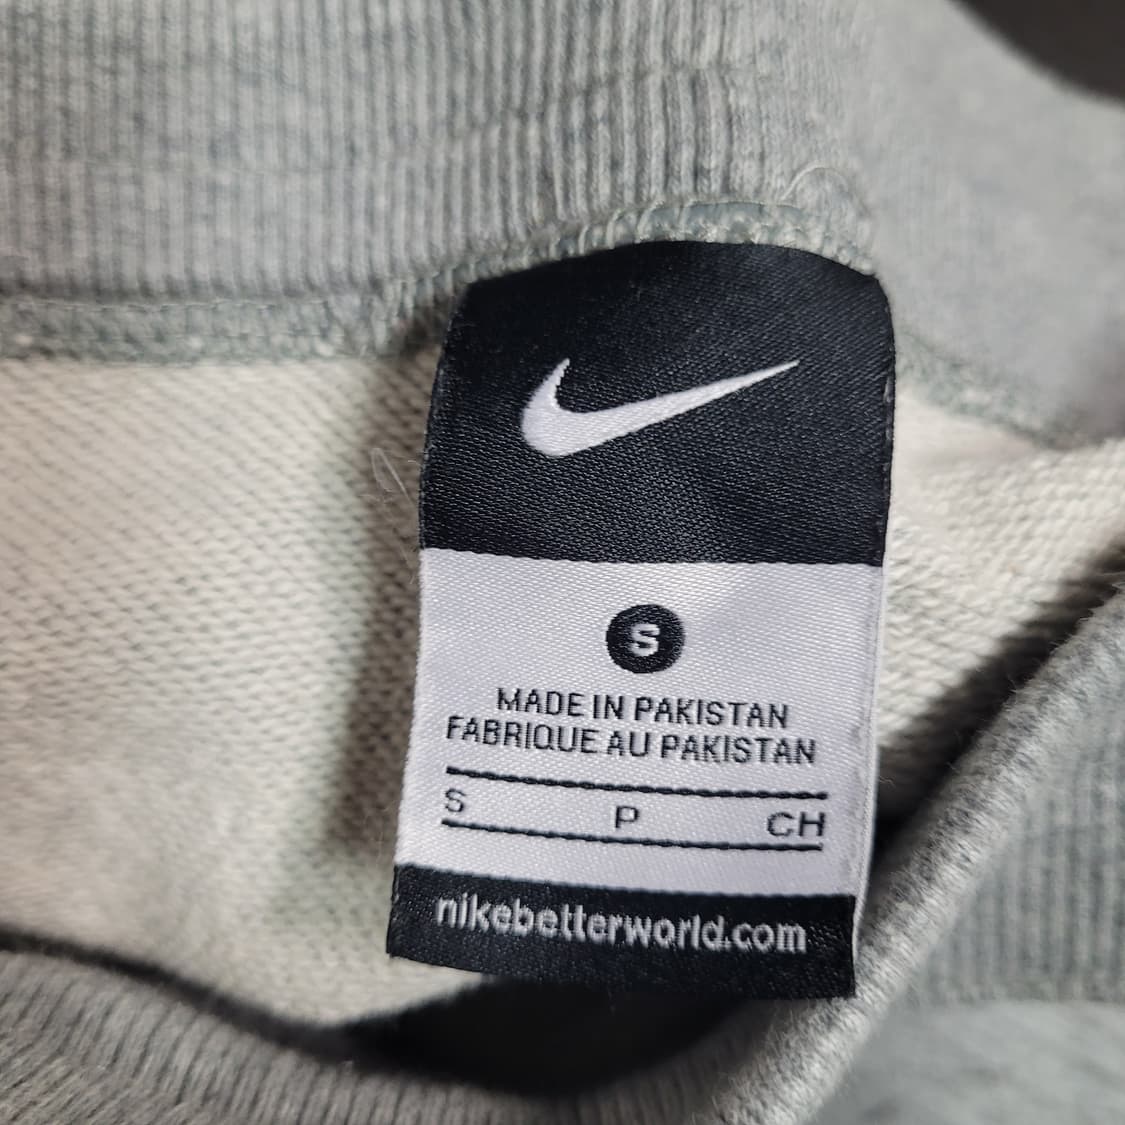 S
MADE IN PAKISTAN
FABRIQUE AU PAKISTAN
S P CH
nikebetterworld.com